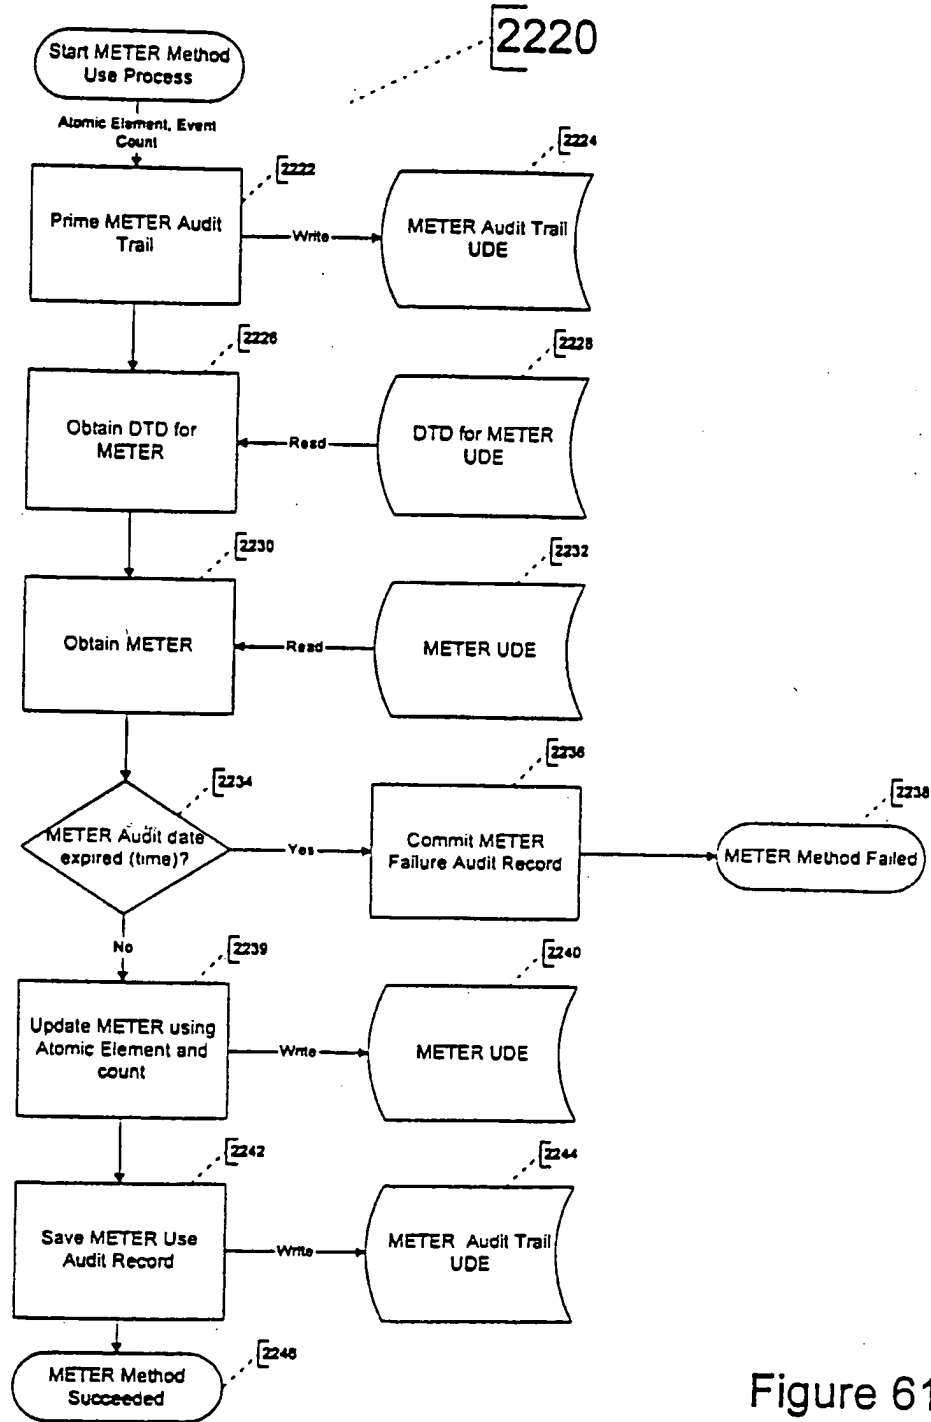 2220
Start METER Method
Use Process
Atomic Element, Event
Count
2222
2224
Prime METER Audit
Trail
Write
METER Audit Trail
UDE
2226
2228
Obtain DTD for
METER
Read
DTD for METER
UDE
2230
2232
Obtain METER
Read
METER UDE
2234
2236
2238
METER Audit date
expired (time)?
Yes
Commit METER
Failure Audit Record
METER Method Failed
No
2239
2240
Update METER using
Atomic Element and
count
Write
METER UDE
2242
2244
Save METER Use
Audit Record
Write
METER Audit Trail
UDE
2246
METER Method
Succeeded
Figure 61